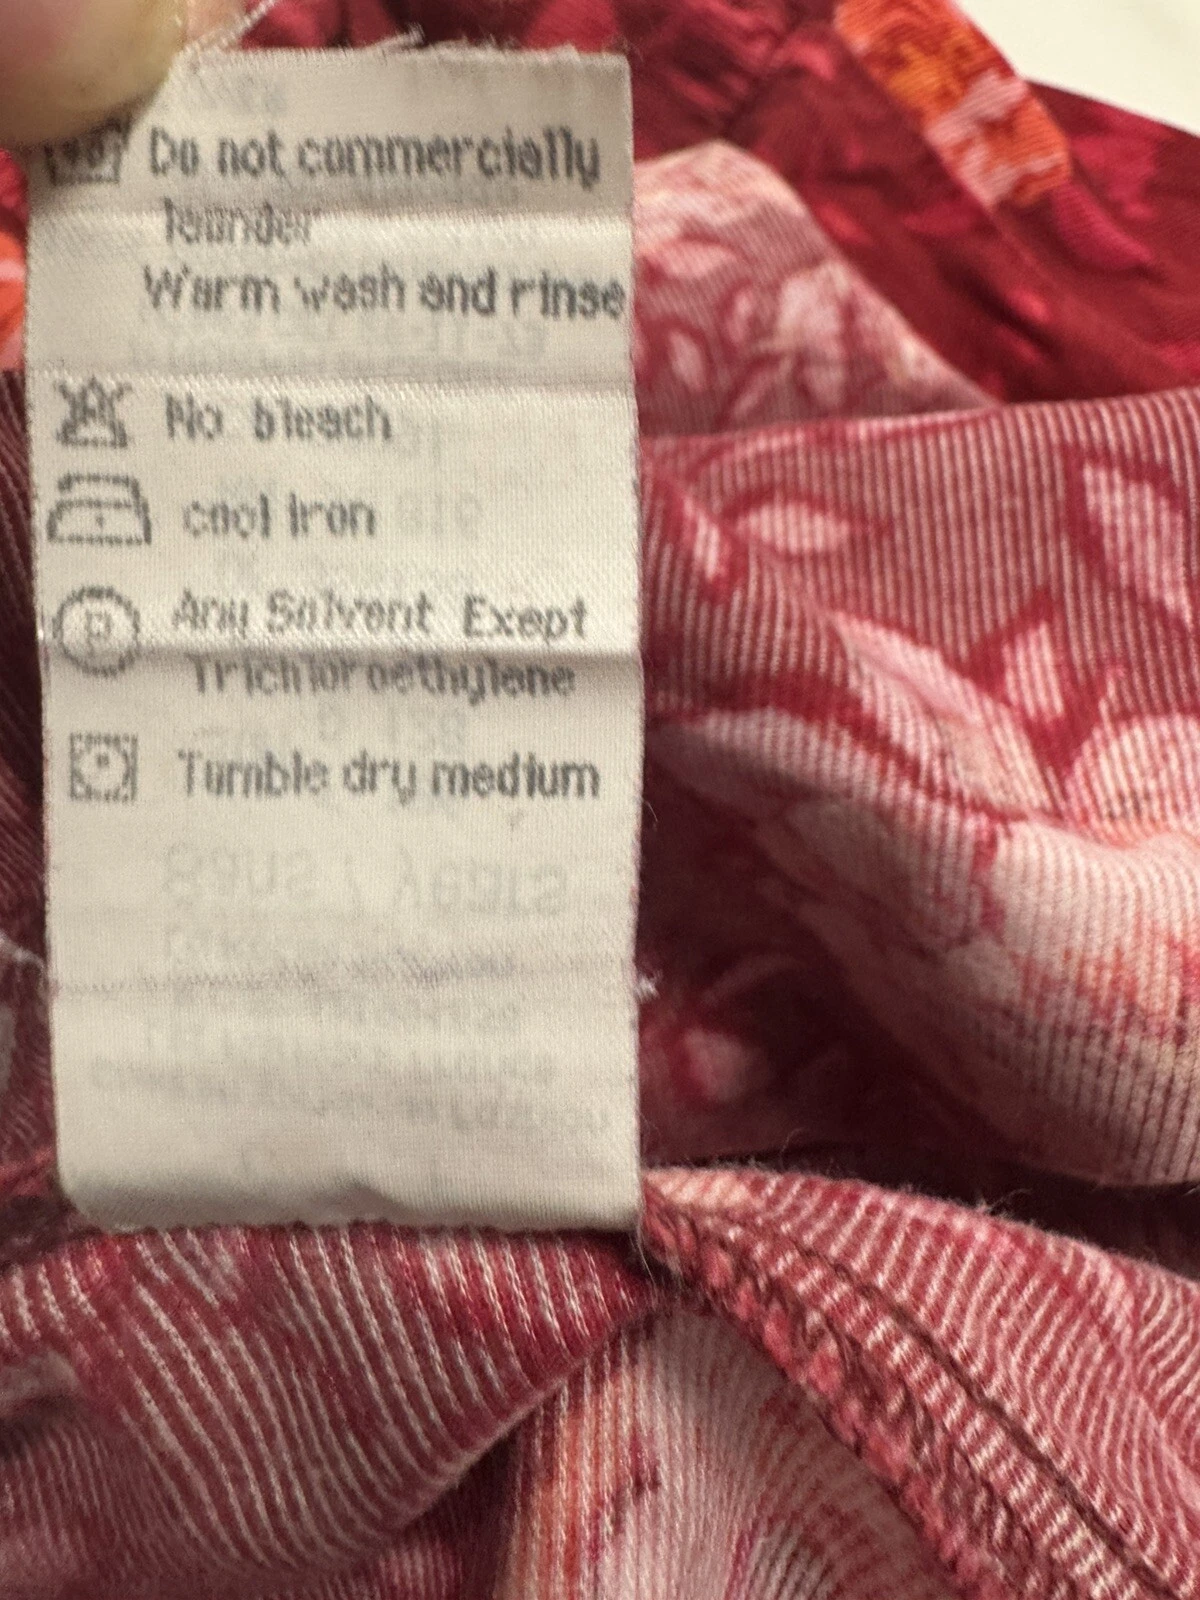 Do not commercially
launder
Warm wash and rinse
No bleach
cool iron
Any Solvent Exept
Trichloroethylene
Tumble dry medium